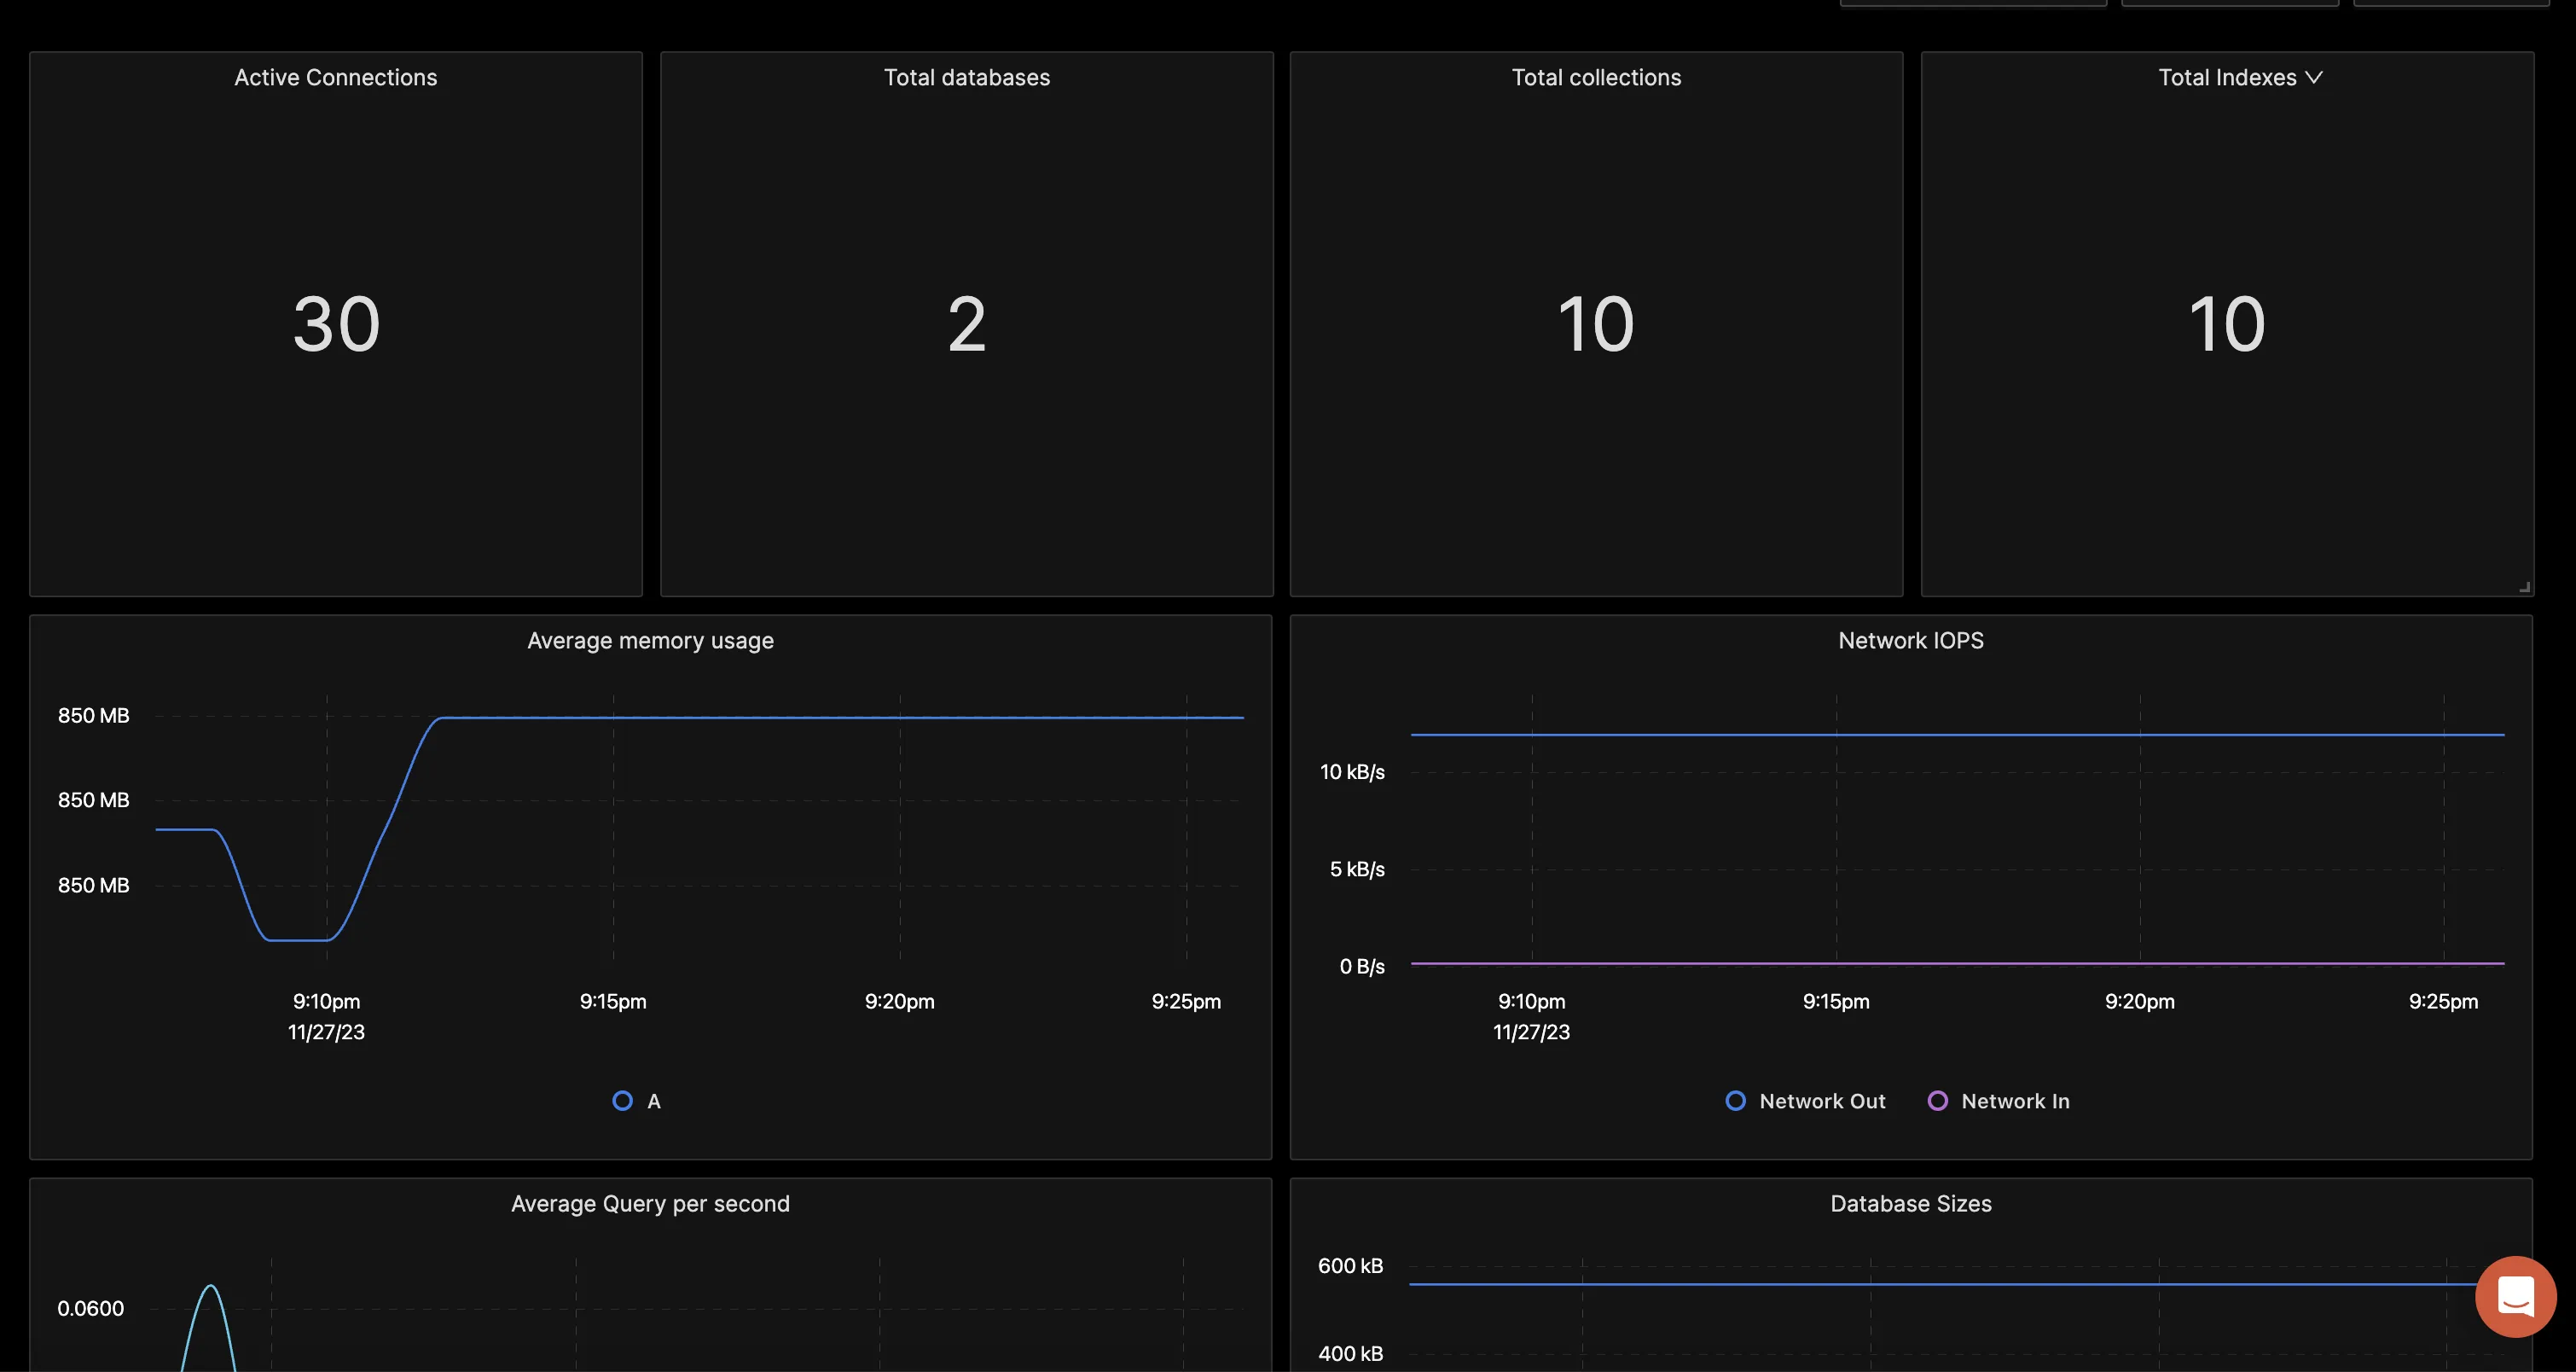 Active Connections
Total databases
Total collections
Total Indexes
30
2
10
10
Average memory usage
850 MB
850 MB
850 MB
9:10pm
9:15pm
9:20pm
9:25pm
11/27/23
A
Network IOPS
10 kB/s
5 kB/s
0 B/s
9:10pm
9:15pm
9:20pm
9:25pm
11/27/23
Network Out
Network In
Average Query per second
0.0600
Database Sizes
600 kB
400 kB